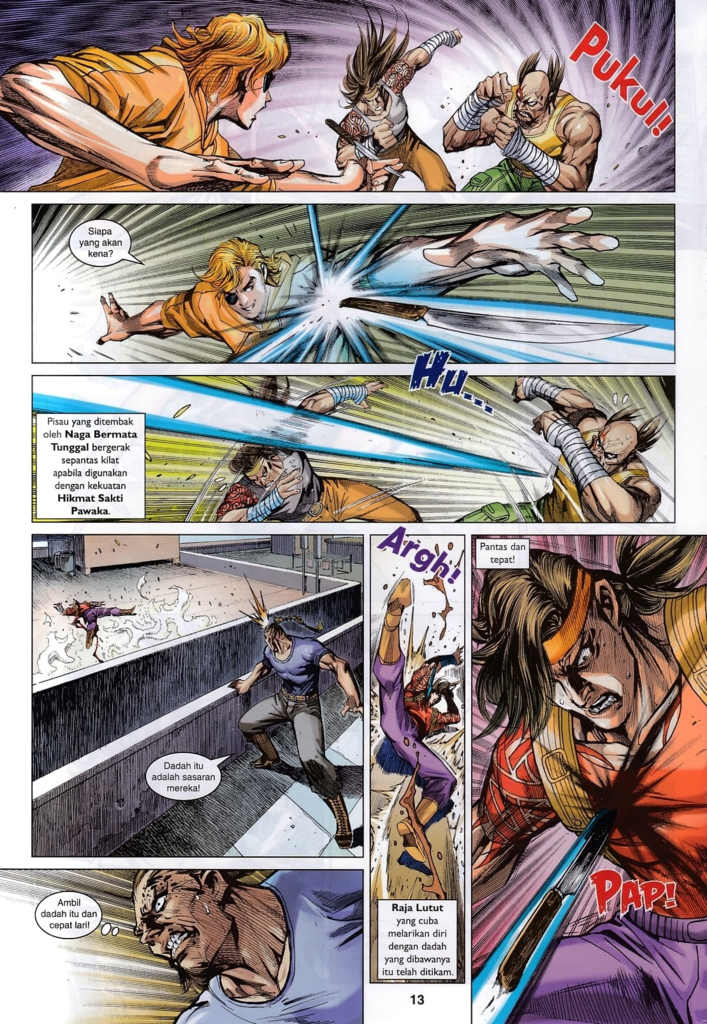 Pukul!!
Siapa
yang akan
kena?
Hu...
Pisau yang ditembak
oleh Naga Bermata
Tunggal bergerak
sepantas kilat
apabila digunakan
dengan kekuatan
Hikmat Sakti
Pawaka.
Dadah itu
adalah sasaran
mereka!
Argh!
Raja Lutut
yang cuba
melarikan diri
dengan dadah
yang dibawanya
itu telah ditikam.
Pantas dan
tepat!
PAP!
Ambil
dadah itu dan
cepat lari!
13